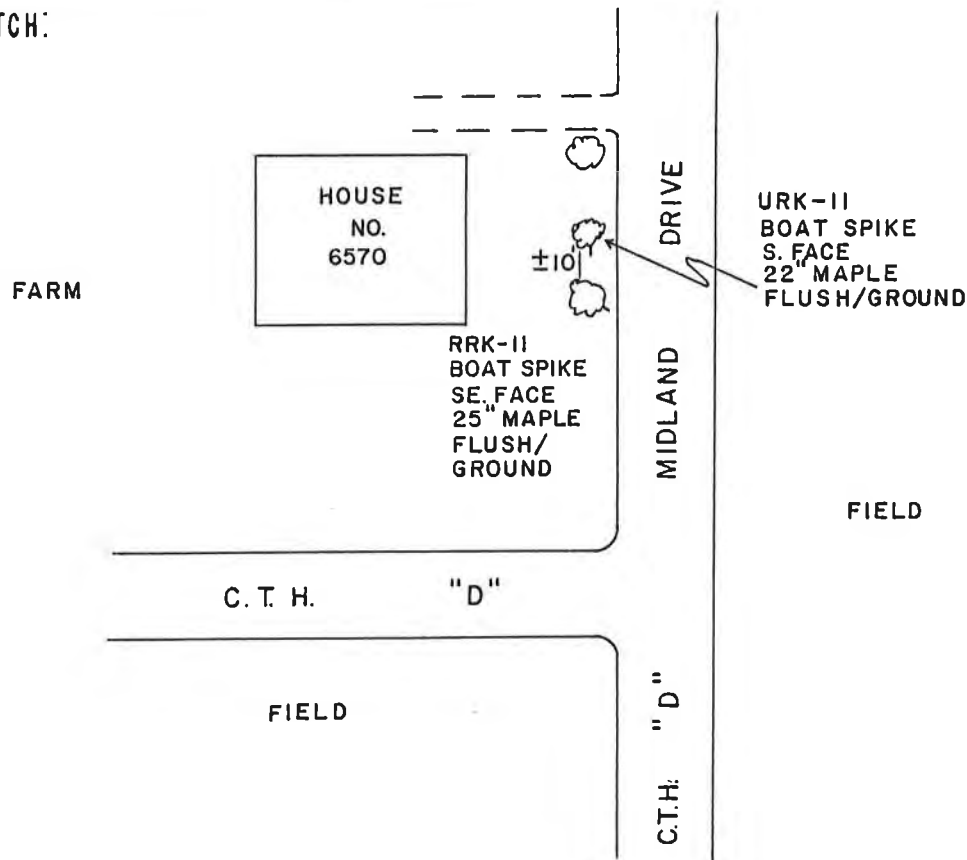 TCH:
HOUSE
NO.
6570
FARM
±10'
URK-11
BOAT SPIKE
S. FACE
22" MAPLE
FLUSH/GROUND
RRK-11
BOAT SPIKE
SE. FACE
25" MAPLE
FLUSH/
GROUND
MIDLAND DRIVE
FIELD
C. T. H. "D"
FIELD
C.T.H. "D"